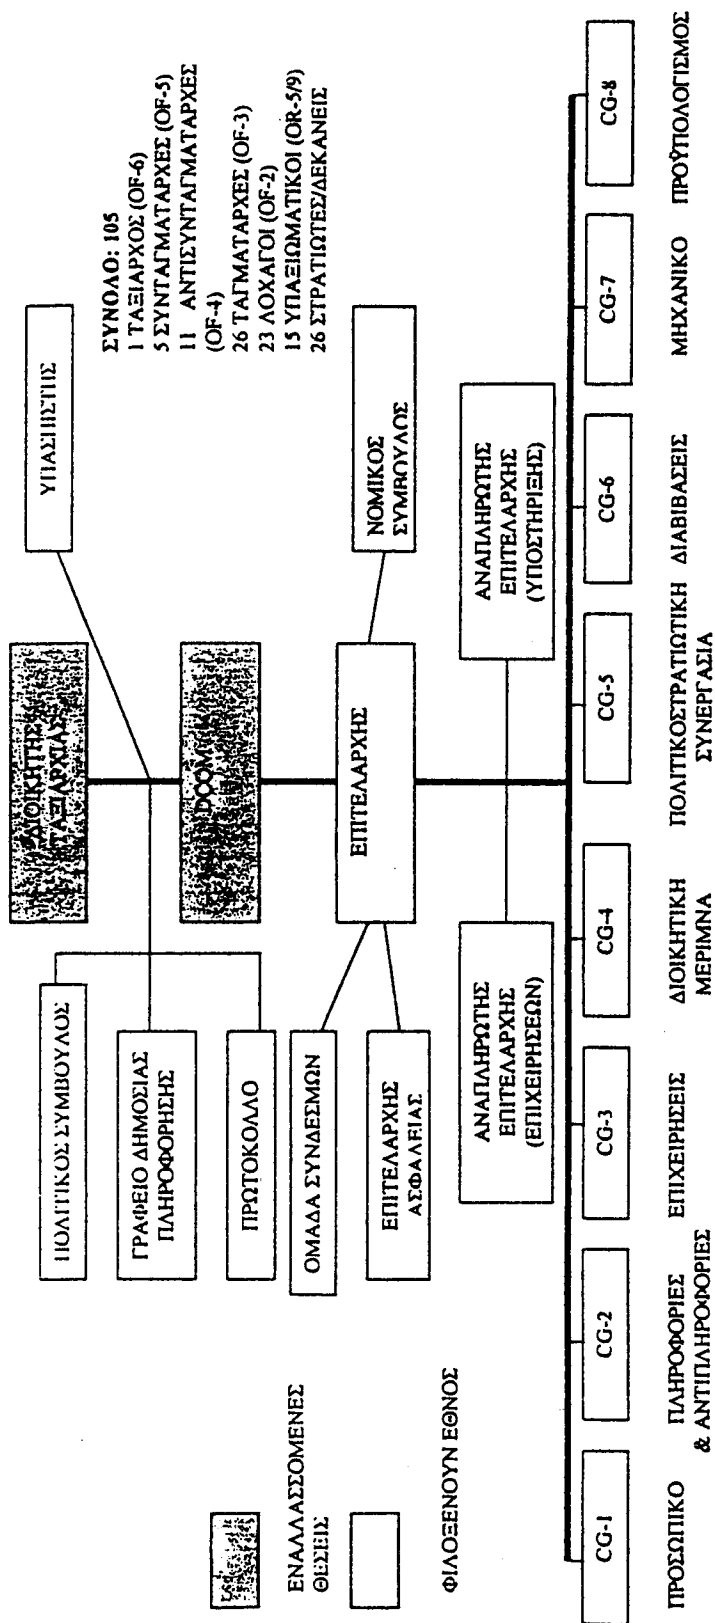 ΔΙΟΙΚΗΤΗΣ
ΤΑΞΙΑΡΧΙΑΣ
ΥΠΑΣΠΙΣΤΗΣ
ΣΥΝΟΛΟ: 105
1 ΤΑΞΙΑΡΧΟΣ (OF-6)
5 ΣΥΝΤΑΓΜΑΤΑΡΧΕΣ (OF-5)
11 ΑΝΤΙΣΥΝΤΑΓΜΑΤΑΡΧΕΣ
(OF-4)
26 ΤΑΓΜΑΤΑΡΧΕΣ (OF-3)
23 ΛΟΧΑΓΟΙ (OF-2)
15 ΥΠΑΞΙΩΜΑΤΙΚΟΙ (OR-5/9)
26 ΣΤΡΑΤΙΩΤΕΣ/ΔΕΚΑΝΕΙΣ
ΠΟΛΙΤΙΚΟΣ ΣΥΜΒΟΥΛΟΣ
ΓΡΑΦΕΙΟ ΔΗΜΟΣΙΑΣ
ΠΛΗΡΟΦΟΡΗΣΗΣ
ΠΡΩΤΟΚΟΛΛΟ
DCOM
ΕΠΙΤΕΛΑΡΧΗΣ
ΝΟΜΙΚΟΣ
ΣΥΜΒΟΥΛΟΣ
ΟΜΑΔΑ ΣΥΝΔΕΣΜΩΝ
ΕΠΙΤΕΛΑΡΧΗΣ
ΑΣΦΑΛΕΙΑΣ
ΕΝΑΛΛΑΣΣΟΜΕΝΕΣ
ΘΕΣΕΙΣ
ΦΙΛΟΞΕΝΟΥΝ ΕΘΝΟΣ
ΑΝΑΠΛΗΡΩΤΗΣ
ΕΠΙΤΕΛΑΡΧΗΣ
(ΕΠΙΧΕΙΡΗΣΕΩΝ)
ΑΝΑΠΛΗΡΩΤΗΣ
ΕΠΙΤΕΛΑΡΧΗΣ
(ΥΠΟΣΤΗΡΙΞΗΣ)
CG-1
CG-2
CG-3
CG-4
CG-5
CG-6
CG-7
CG-8
ΠΡΟΣΩΠΙΚΟ
ΠΛΗΡΟΦΟΡΙΕΣ
& ΑΝΤΙΠΛΗΡΟΦΟΡΙΕΣ
ΕΠΙΧΕΙΡΗΣΕΙΣ
ΔΙΟΙΚΗΤΙΚΗ
ΜΕΡΙΜΝΑ
ΠΟΛΙΤΙΚΟΣΤΡΑΤΙΩΤΙΚΗ
ΣΥΝΕΡΓΑΣΙΑ
ΔΙΑΒΙΒΑΣΕΙΣ
ΜΗΧΑΝΙΚΟ
ΠΡΟΫΠΟΛΟΓΙΣΜΟΣ